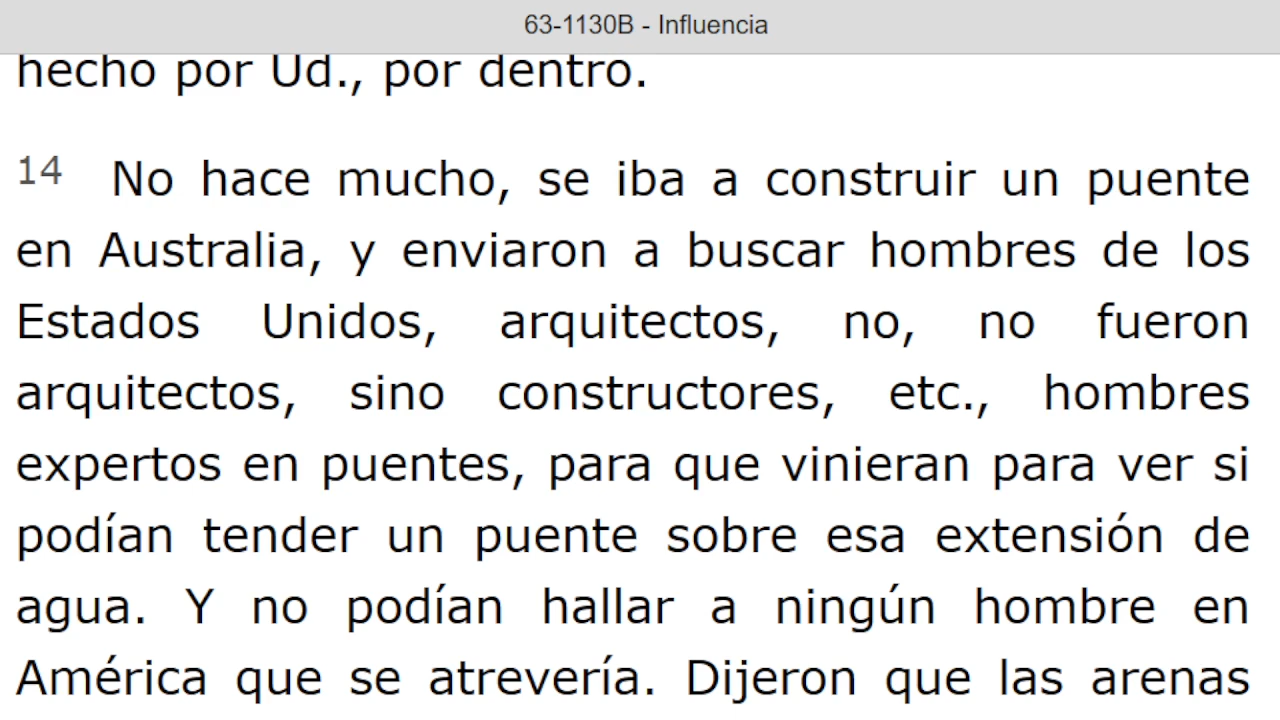 63-1130B - Influencia
hecho por Ud., por dentro.
14 No hace mucho, se iba a construir un puente
en Australia, y enviaron a buscar hombres de los
Estados Unidos, arquitectos, no, no fueron
arquitectos, sino constructores, etc., hombres
expertos en puentes, para que vinieran para ver si
podían tender un puente sobre esa extensión de
agua. Y no podían hallar a ningún hombre en
América que se atrevería. Dijeron que las arenas